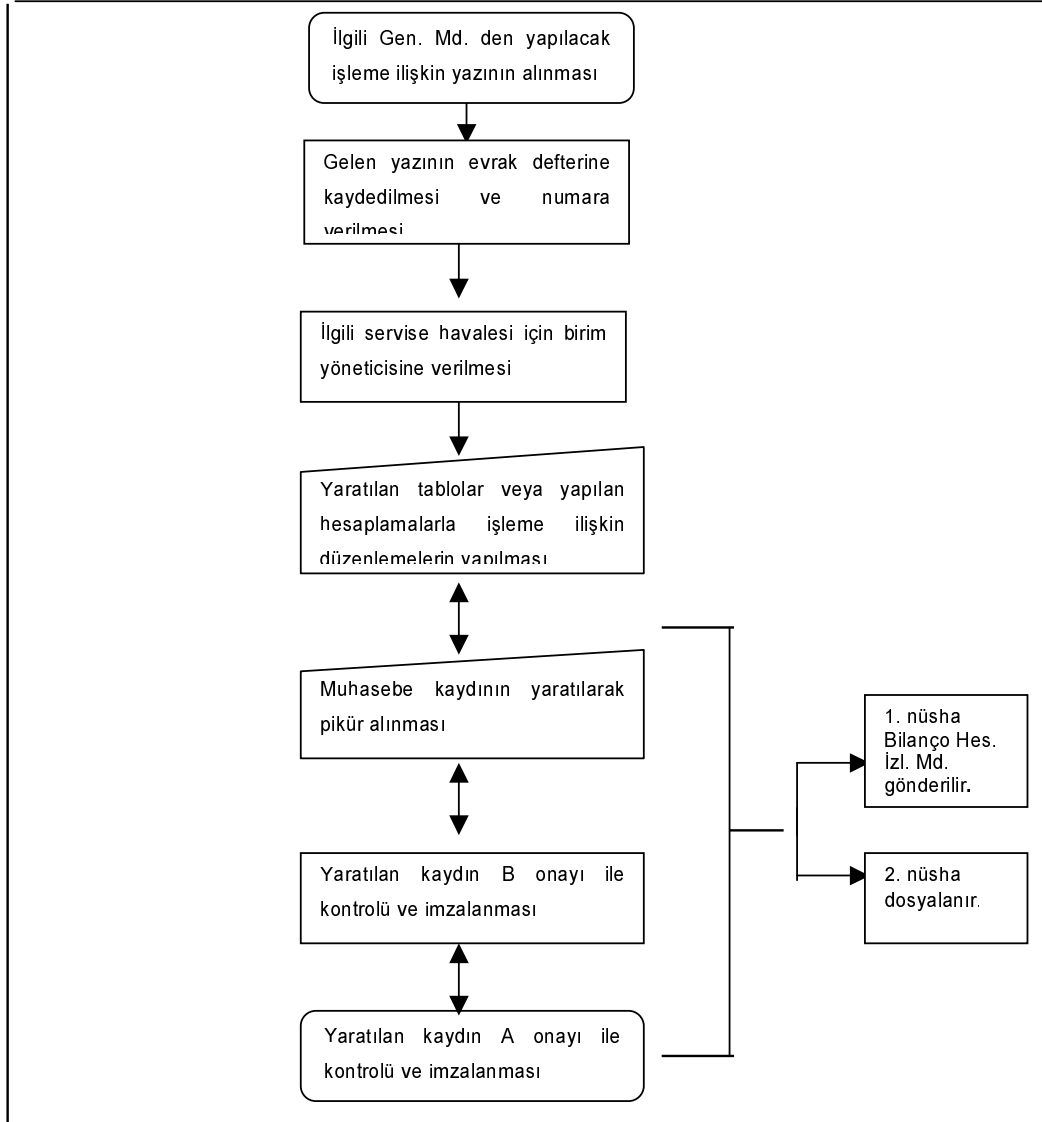 İlgili Gen. Md. den yapılacak
işleme ilişkin yazının alınması
Gelen yazının evrak defterine
kaydedilmesi ve numara
verilmesi
İlgili servise havalesi için birim
yöneticisine verilmesi
Yaratılan tablolar veya yapılan
hesaplamalarla işleme ilişkin
düzenlemelerin yapılması
Muhasebe kaydının yaratılarak
pikür alınması
Yaratılan kaydın B onayı ile
kontrolü ve imzalanması
Yaratılan kaydın A onayı ile
kontrolü ve imzalanması
1. nüsha
Bilanço Hes.
İzl. Md.
gönderilir.
2. nüsha
dosyalanır.